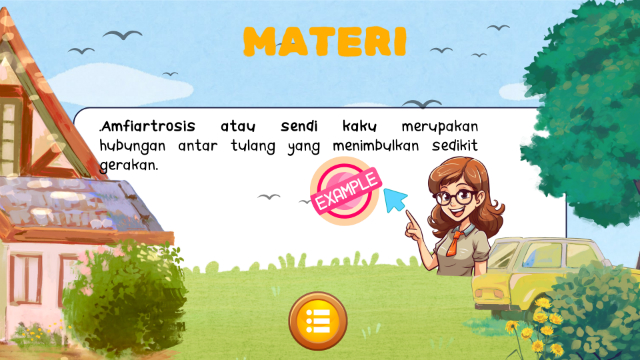 MATERI
.Amfiartrosis atau sendi kaku merupakan
hubungan antar tulang yang menimbulkan sedikit
gerakan.
EXAMPLE